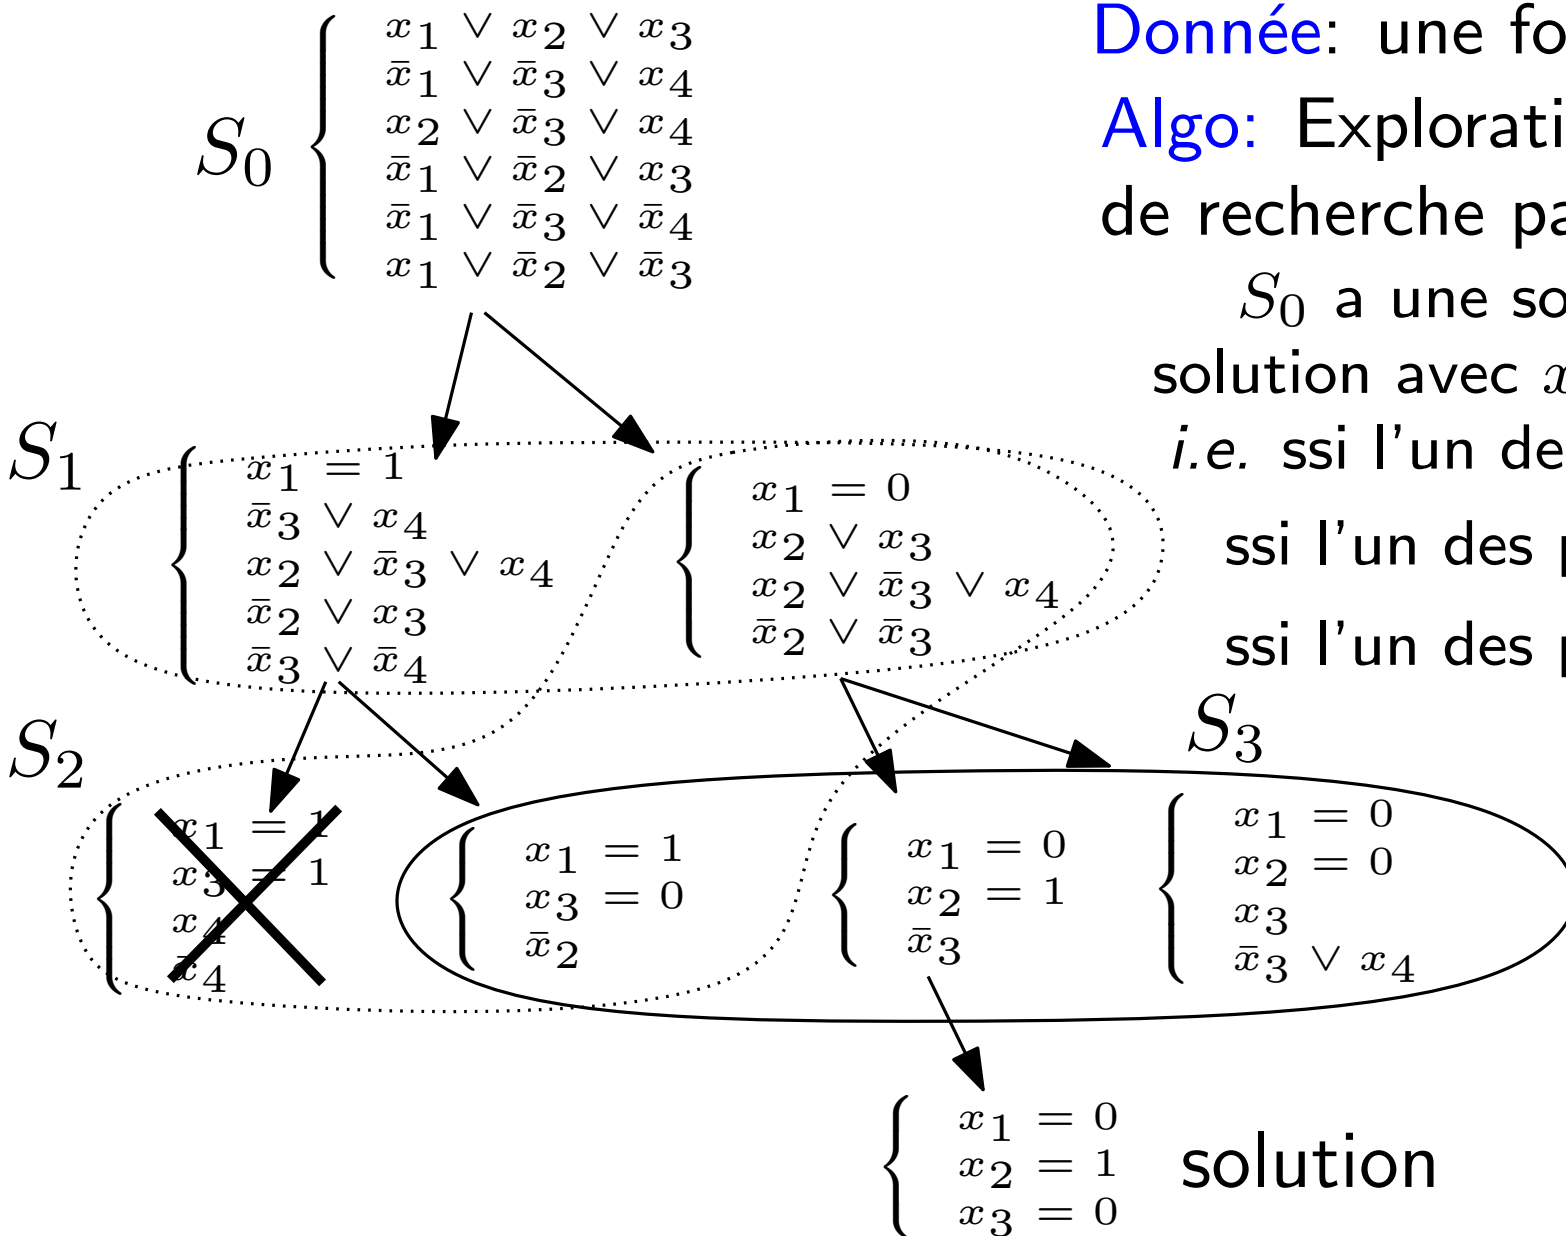 S₀
x₁ ∨ x₂ ∨ x₃
x̄₁ ∨ x̄₃ ∨ x₄
x₂ ∨ x̄₃ ∨ x₄
x̄₁ ∨ x̄₂ ∨ x₃
x̄₁ ∨ x̄₃ ∨ x̄₄
x₁ ∨ x̄₂ ∨ x̄₃
Donnée: une fo
Algo: Explorati
de recherche pa
S₀ a une so
solution avec x
i.e. ssi l'un de
ssi l'un des p
ssi l'un des p
S₁
x₁ = 1
x̄₃ ∨ x₄
x₂ ∨ x̄₃ ∨ x₄
x̄₂ ∨ x₃
x̄₃ ∨ x̄₄
x₁ = 0
x₂ ∨ x₃
x₂ ∨ x̄₃ ∨ x₄
x̄₂ ∨ x̄₃
S₂
x₁ = 1
x₃ = 1
x₄
x̄₄
x₁ = 1
x₃ = 0
x̄₂
S₃
x₁ = 0
x₂ = 1
x̄₃
x₁ = 0
x₂ = 0
x₃
x̄₃ ∨ x₄
x₁ = 0
x₂ = 1
x₃ = 0
solution